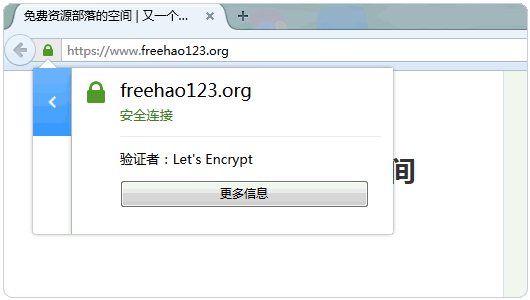 免费资源部落的空间 | 又一个...
https://www.freehao123.org
freehao123.org
安全连接
验证者：Let's Encrypt
更多信息
间